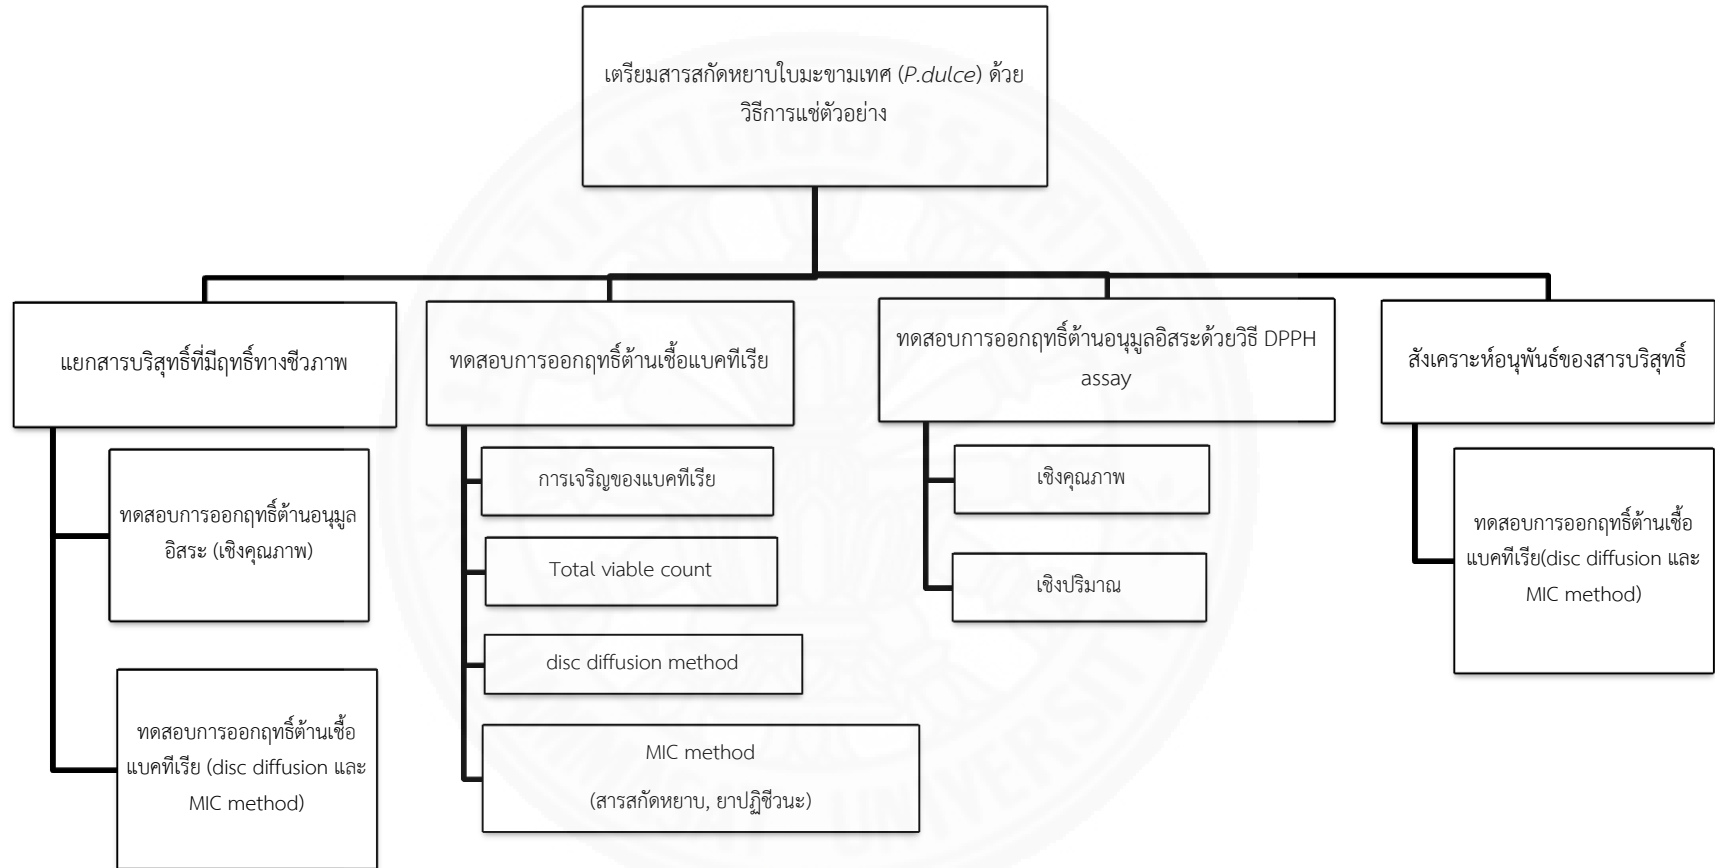 เตรียมสารสกัดหยาบใบมะขามเทศ (P.dulce) ด้วย
วิธีการแช่ตัวอย่าง
แยกสารบริสุทธิ์ที่มีฤทธิ์ทางชีวภาพ
ทดสอบการออกฤทธิ์ต้านอนุมูล
อิสระ (เชิงคุณภาพ)
ทดสอบการออกฤทธิ์ต้านเชื้อ
แบคทีเรีย (disc diffusion และ
MIC method)
ทดสอบการออกฤทธิ์ต้านเชื้อแบคทีเรีย
การเจริญของแบคทีเรีย
Total viable count
disc diffusion method
MIC method
(สารสกัดหยาบ, ยาปฏิชีวนะ)
ทดสอบการออกฤทธิ์ต้านอนุมูลอิสระด้วยวิธี DPPH
assay
เชิงคุณภาพ
เชิงปริมาณ
สังเคราะห์อนุพันธ์ของสารบริสุทธิ์
ทดสอบการออกฤทธิ์ต้านเชื้อ
แบคทีเรีย(disc diffusion และ
MIC method)